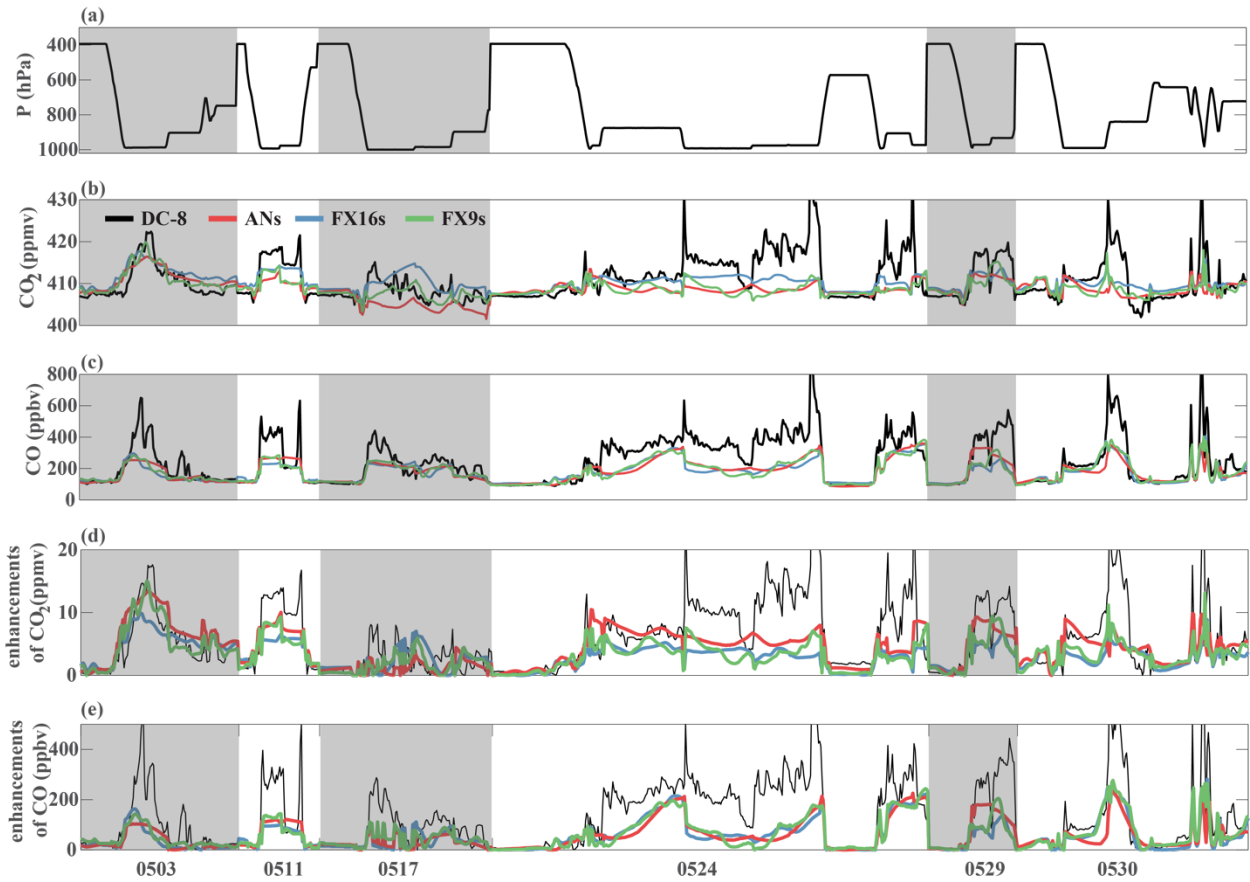 (a)
P (hPa)
400
600
800
1000
(b)
CO2 (ppmv)
430
420
410
400
DC-8 ANs FX16s FX9s
(c)
CO (ppbv)
800
600
400
200
0
(d)
enhancements
of CO2(ppmv)
20
10
0
(e)
enhancements
of CO (ppbv)
400
200
0
0503 0511 0517 0524 0529 0530